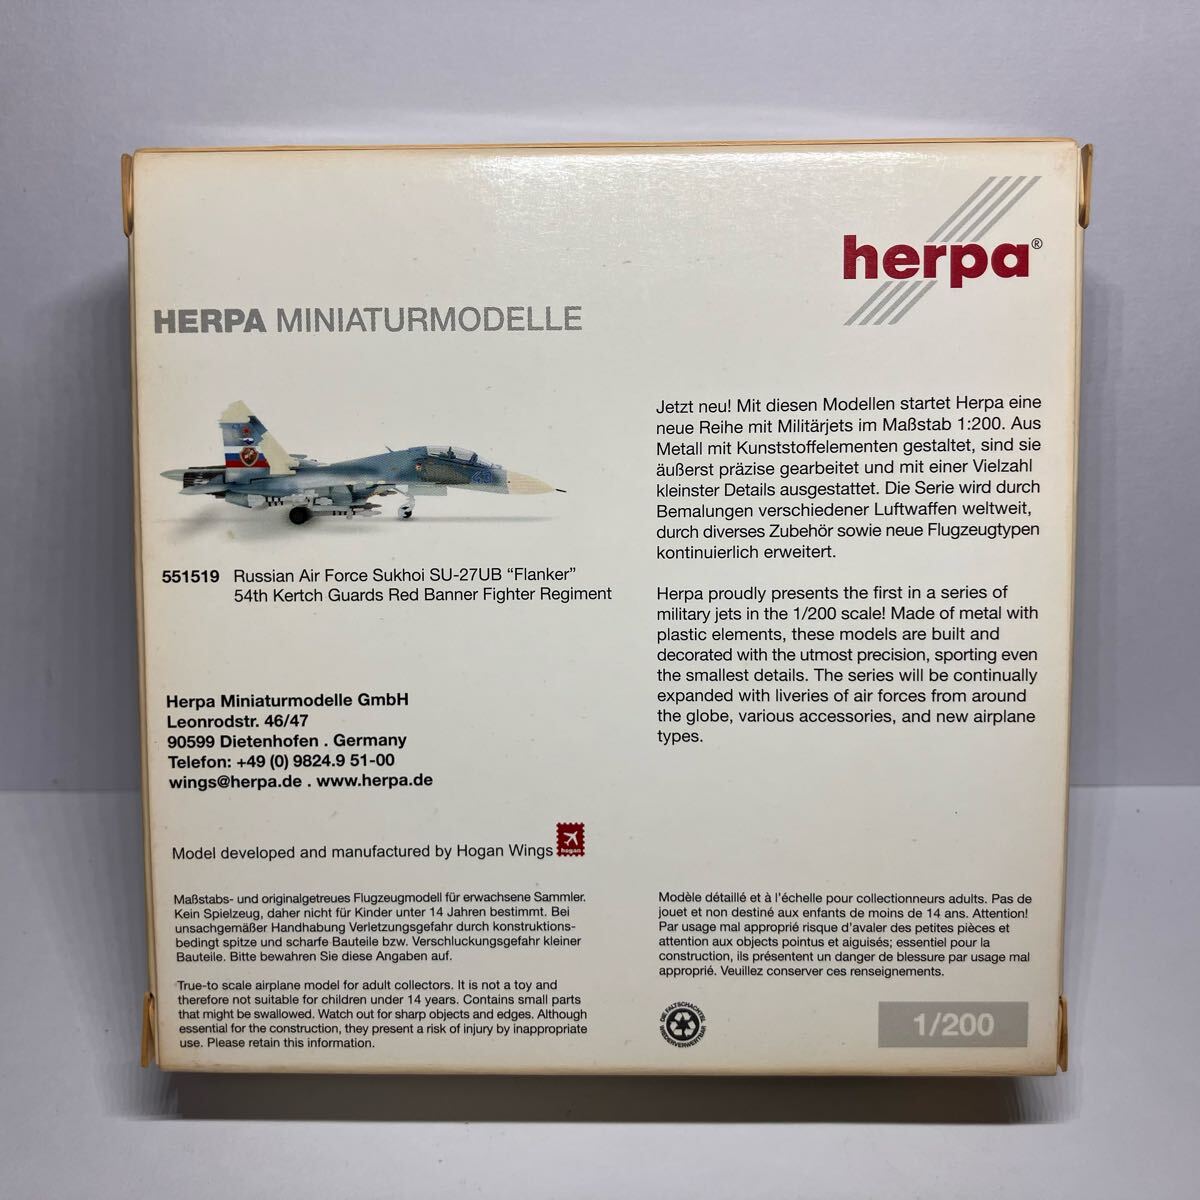 herpa®
HERPA MINIATURMODELLE
551519 Russian Air Force Sukhoi SU-27UB “Flanker”
54th Kertch Guards Red Banner Fighter Regiment
Herpa Miniaturmodelle GmbH
Leonrodstr. 46/47
90599 Dietenhofen . Germany
Telefon: +49 (0) 9824.9 51-00
wings@herpa.de . www.herpa.de
Model developed and manufactured by Hogan Wings
hogan
Maßstabs- und originalgetreues Flugzeugmodell für erwachsene Sammler.
Kein Spielzeug, daher nicht für Kinder unter 14 Jahren bestimmt. Bei
unsachgemäßer Handhabung Verletzungsgefahr durch konstruktions-
bedingt spitze und scharfe Bauteile bzw. Verschluckungsgefahr kleiner
Bauteile. Bitte bewahren Sie diese Angaben auf.
True-to scale airplane model for adult collectors. It is not a toy and
therefore not suitable for children under 14 years. Contains small parts
that might be swallowed. Watch out for sharp objects and edges. Although
essential for the construction, they present a risk of injury by inappropriate
use. Please retain this information.
Jetzt neu! Mit diesen Modellen startet Herpa eine
neue Reihe mit Militärjets im Maßstab 1:200. Aus
Metall mit Kunststoffelementen gestaltet, sind sie
äußerst präzise gearbeitet und mit einer Vielzahl
kleinster Details ausgestattet. Die Serie wird durch
Bemalungen verschiedener Luftwaffen weltweit,
durch diverses Zubehör sowie neue Flugzeugtypen
kontinuierlich erweitert.
Herpa proudly presents the first in a series of
military jets in the 1/200 scale! Made of metal with
plastic elements, these models are built and
decorated with the utmost precision, sporting even
the smallest details. The series will be continually
expanded with liveries of air forces from around
the globe, various accessories, and new airplane
types.
Modèle détaillé et à l’échelle pour collectionneurs adults. Pas de
jouet et non destiné aux enfants de moins de 14 ans. Attention!
Par usage mal approprié risque d’avaler des petites pièces et
attention aux objects pointus et aiguisés; essentiel pour la
construction, ils présentent un danger de blessure par usage mal
approprié. Veuillez conserver ces renseignements.
DIE FALTSCHACHTEL
WIEDERVERWERTBAR
1/200